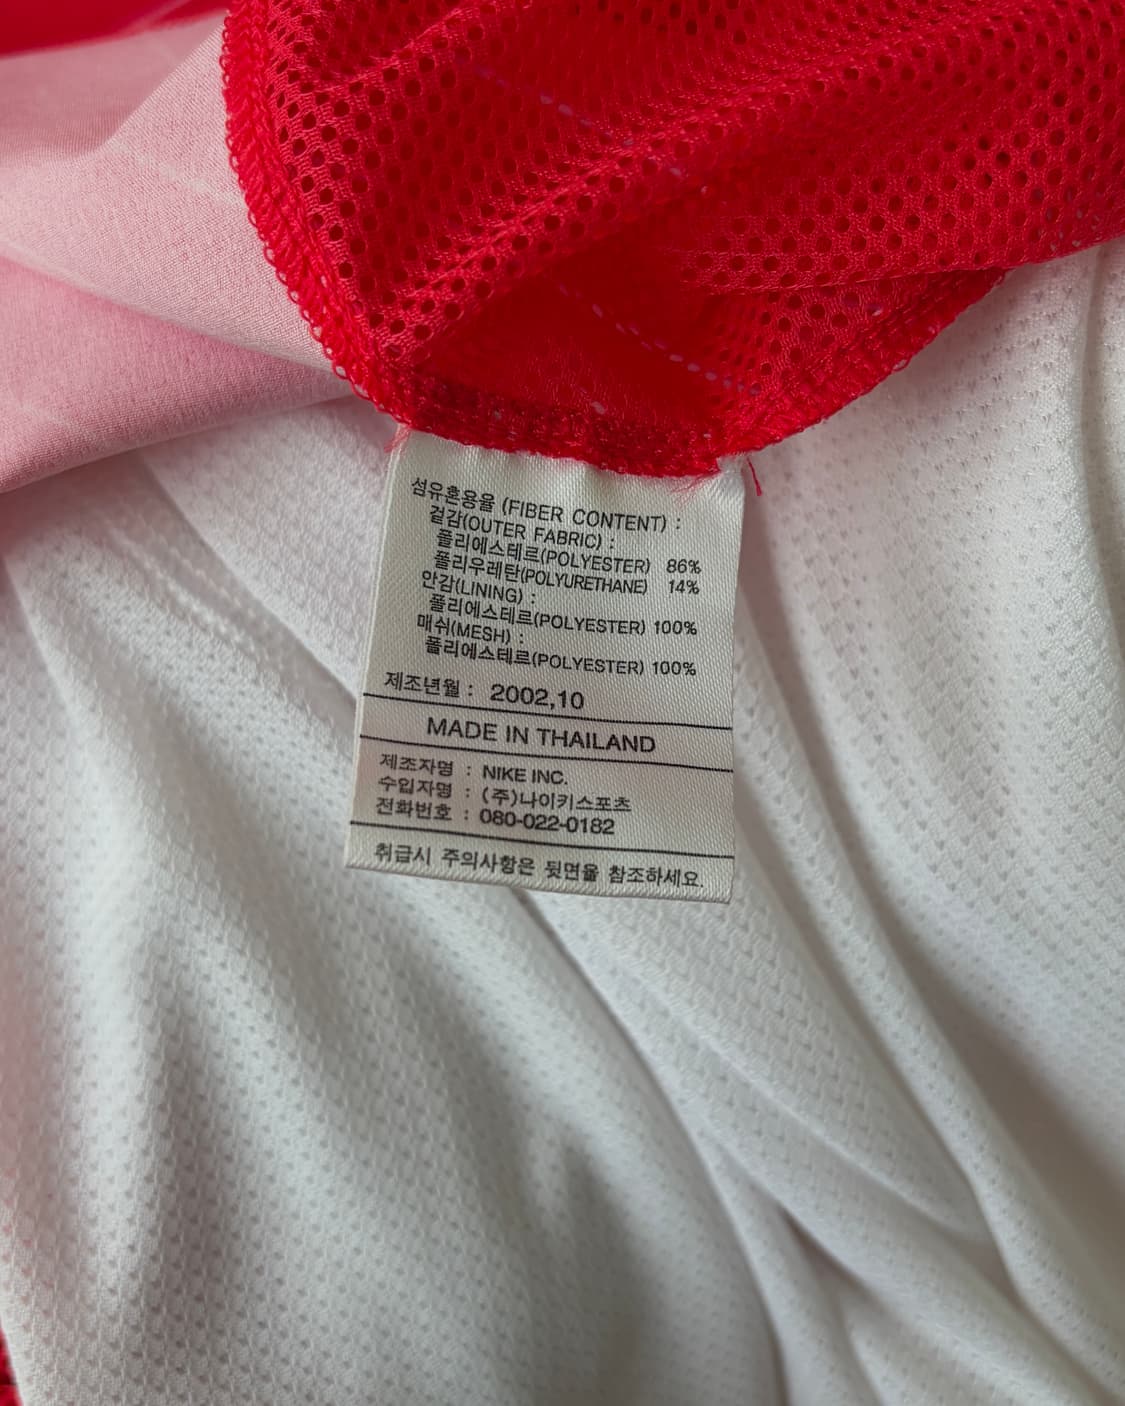 섬유혼용율 (FIBER CONTENT) :
겉감(OUTER FABRIC) :
폴리에스테르(POLYESTER) 86%
폴리우레탄(POLYURETHANE) 14%
안감(LINING) :
폴리에스테르(POLYESTER) 100%
매쉬(MESH) :
폴리에스테르(POLYESTER) 100%
제조년월 : 2002,10
MADE IN THAILAND
제조자명 : NIKE INC.
수입자명 : (주)나이키스포츠
전화번호 : 080-022-0182
취급시 주의사항은 뒷면을 참조하세요.